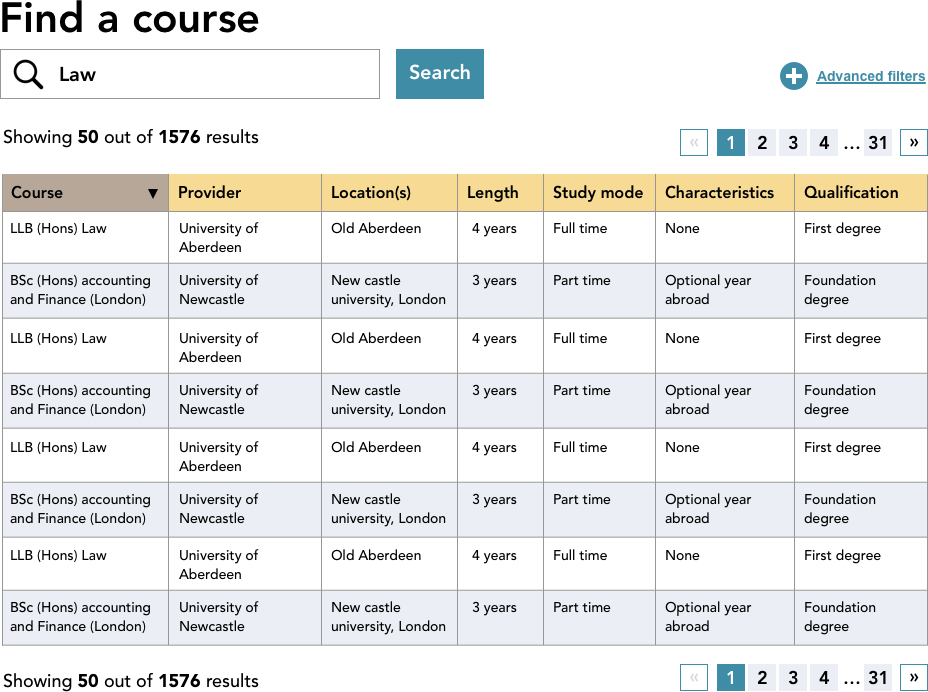 Find a course
Law
Search
Advanced filters
Showing 50 out of 1576 results
« 1 2 3 4 ... 31 »
Course ▼ Provider Location(s) Length Study mode Characteristics Qualification
LLB (Hons) Law University of Old Aberdeen 4 years Full time None First degree
Aberdeen
BSc (Hons) accounting University of New castle 3 years Part time Optional year Foundation
and Finance (London) Newcastle university, London abroad degree
LLB (Hons) Law University of Old Aberdeen 4 years Full time None First degree
Aberdeen
BSc (Hons) accounting University of New castle 3 years Part time Optional year Foundation
and Finance (London) Newcastle university, London abroad degree
LLB (Hons) Law University of Old Aberdeen 4 years Full time None First degree
Aberdeen
BSc (Hons) accounting University of New castle 3 years Part time Optional year Foundation
and Finance (London) Newcastle university, London abroad degree
LLB (Hons) Law University of Old Aberdeen 4 years Full time None First degree
Aberdeen
BSc (Hons) accounting University of New castle 3 years Part time Optional year Foundation
and Finance (London) Newcastle university, London abroad degree
Showing 50 out of 1576 results
« 1 2 3 4 ... 31 »